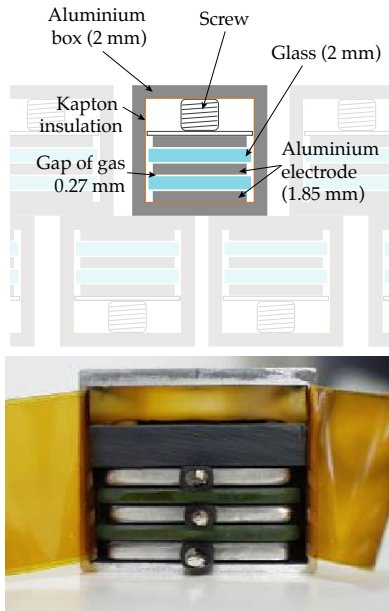 Aluminium
box (2 mm)
Screw
Glass (2 mm)
Kapton
insulation
Gap of gas
0.27 mm
Aluminium
electrode
(1.85 mm)